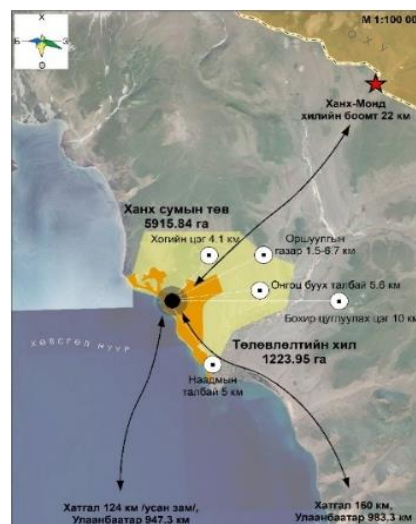 Х
Б
З
Ө
М 1:100 00
О Х У
Ханх-Монд
хилийн боомт 22 км
Ханх сумын төв
5915.84 га
Хогийн цэг 4.1 км
Оршуулгын
газар 1.5-6.7 км
Онгоц буух талбай 5.6 км
Бохир цуглуулах цэг 10 км
ХӨВСГӨЛ НУУР
Төлөвлөлтийн хил
1223.95 га
Наадмын
талбай 5 км
Хатгал 124 км /усан зам/,
Улаанбаатар 947.3 км
Хатгал 160 км,
Улаанбаатар 983.3 км